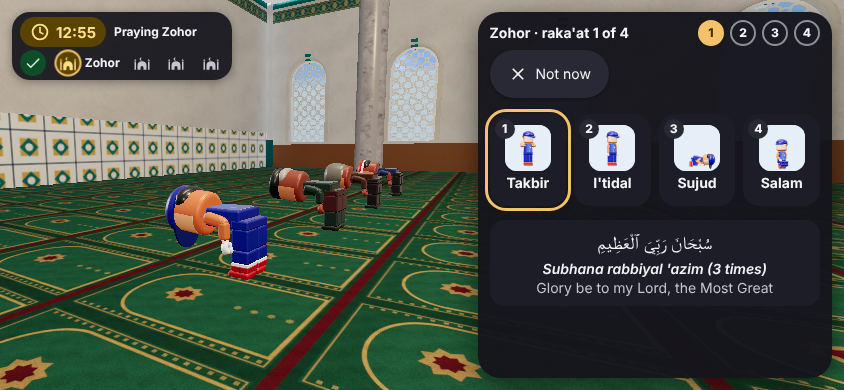 12:55 Praying Zohor
Zohor
Zohor · raka'at 1 of 4
1 2 3 4
Not now
1 2 3 4
Takbir I'tidal Sujud Salam
سُبْحَانَ رَبِّيَ ٱلْعَظِيمِ
Subhana rabbiyal 'azim (3 times)
Glory be to my Lord, the Most Great